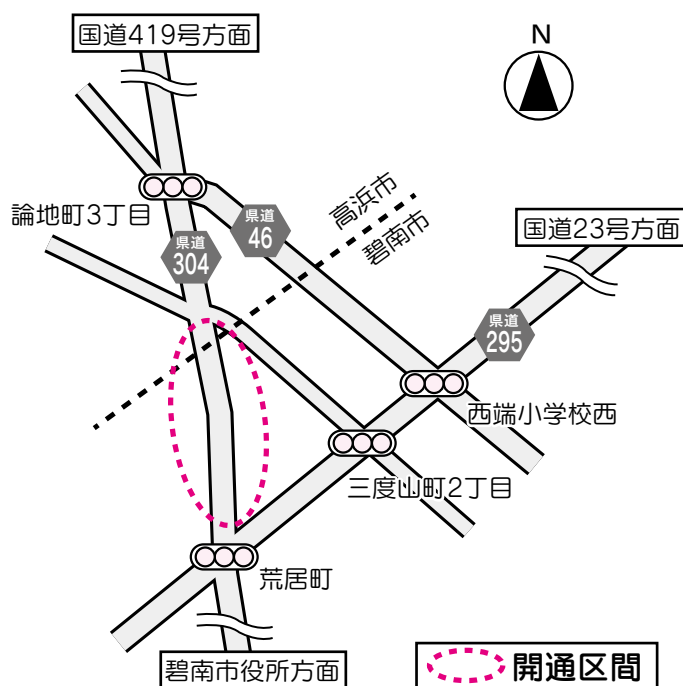 国道419号方面
N
論地町3丁目
高浜市
碧南市
県道
46
県道
304
国道23号方面
県道
295
西端小学校西
三度山町2丁目
荒居町
碧南市役所方面
開通区間